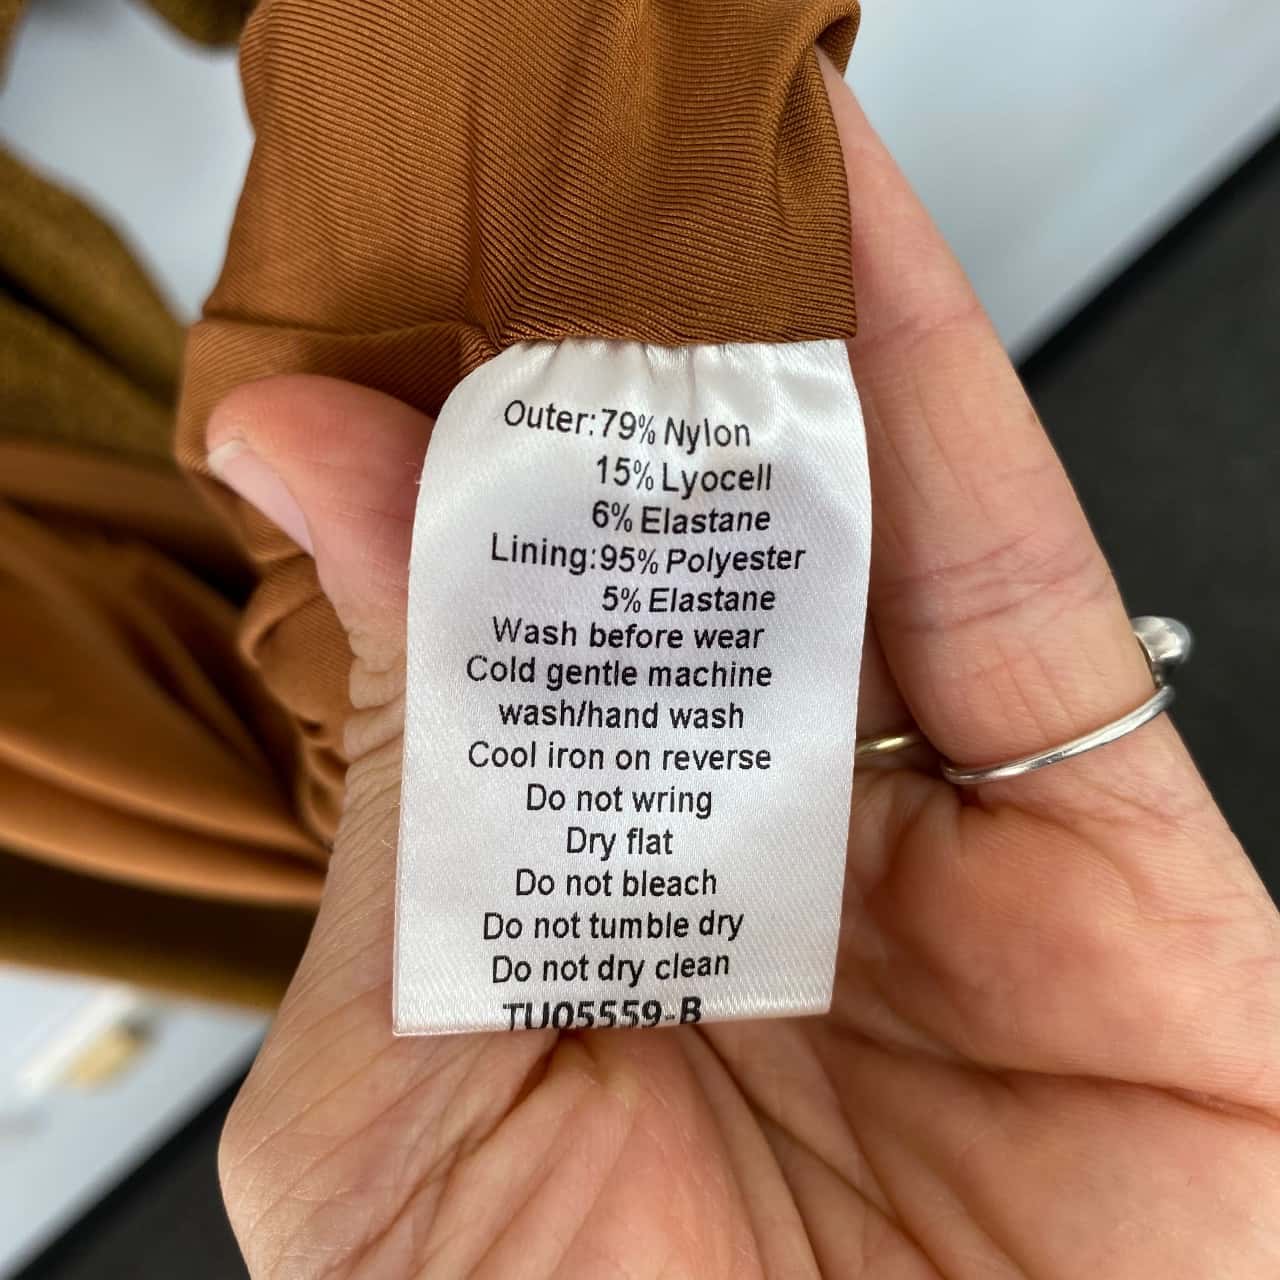 Outer:79% Nylon
15% Lyocell
6% Elastane
Lining:95% Polyester
5% Elastane
Wash before wear
Cold gentle machine
wash/hand wash
Cool iron on reverse
Do not wring
Dry flat
Do not bleach
Do not tumble dry
Do not dry clean
TU05559-B